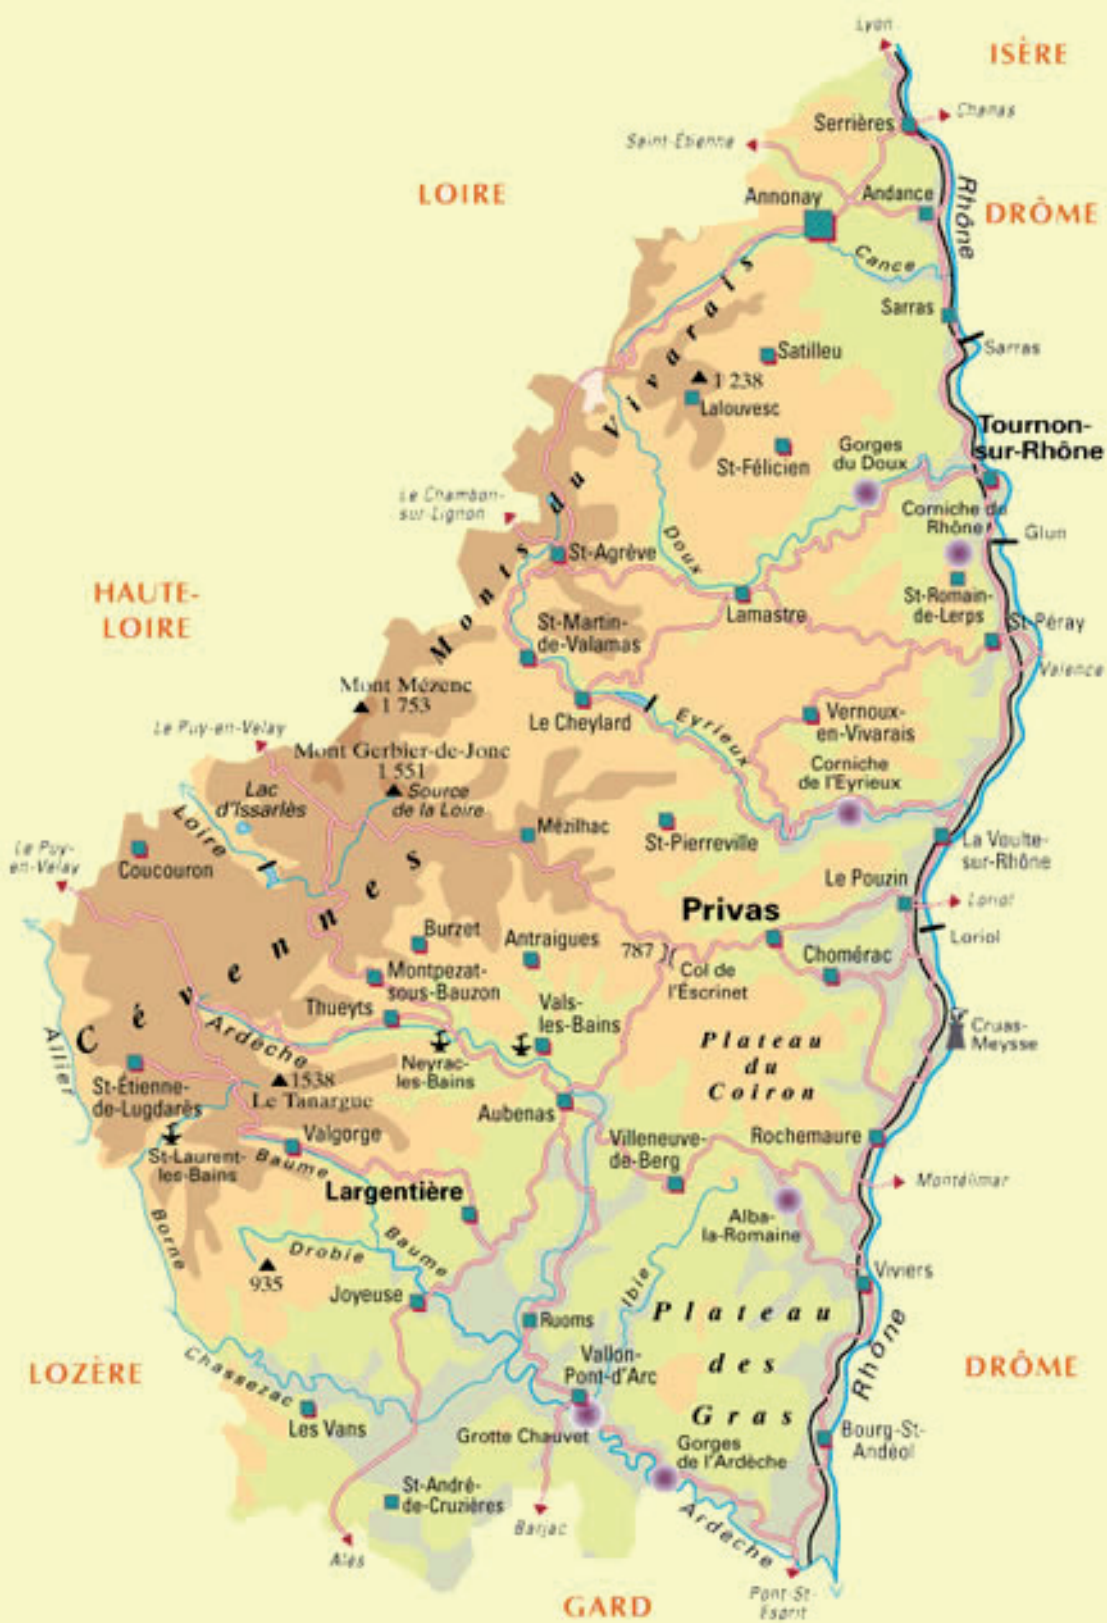 Lyon
ISÈRE
Chanas
Serrières
Saint-Étienne
LOIRE
Annonay
Andance
Rhône
DRÔME
Cance
Sarras
Sarras
Satilleu
1 238
Lalouvesc
Monts du Vivarais
Tournon-
sur-Rhône
St-Félicien
Gorges
du Doux
Le Chambon-
sur-Lignon
Corniche du
Rhône
Glun
Doux
St-Agrève
HAUTE-
LOIRE
St-Romain-
de-Lerps
Lamastre
St-Martin-
de-Valamas
St-Péray
Valence
Mont Mézenc
1 753
Le Cheylard
Eyrieux
Vernoux-
en-Vivarais
Le Puy-en-Velay
Mont Gerbier-de-Jonc
1 551
Source
de la Loire
Corniche
de l'Eyrieux
Lac
d'Issarlès
Loire
Mézilhac
St-Pierreville
La Voulte-
sur-Rhône
Le Puy-
en-Velay
Coucouron
Le Pouzin
Loriol
Privas
Loriol
Cévennes
Burzet
Antraigues
787
Col de
l'Escrinet
Chomérac
Montpezat-
sous-Bauzon
Thueyts
Vals-
les-Bains
Cruas-
Meysse
Allier
Ardèche
Neyrac-
les-Bains
Plateau
du
Coiron
St-Étienne-
de-Lugdarès
1538
Le Tanargue
Aubenas
Villeneuve-
de-Berg
Rochemaure
Valgorge
St-Laurent-
les-Bains
Baume
Montélimar
Largentière
Alba-
la-Romaine
Borne
Drobie
Baume
935
Ibie
Viviers
Joyeuse
Ruoms
Plateau
des
Gras
Rhône
LOZÈRE
DRÔME
Chassezac
Vallon-
Pont-d'Arc
Les Vans
Grotte Chauvet
Gorges
de l'Ardèche
Bourg-St-
Andéol
St-André-
de-Cruzières
Barjac
Ardèche
Alès
Pont-St-
Esprit
GARD